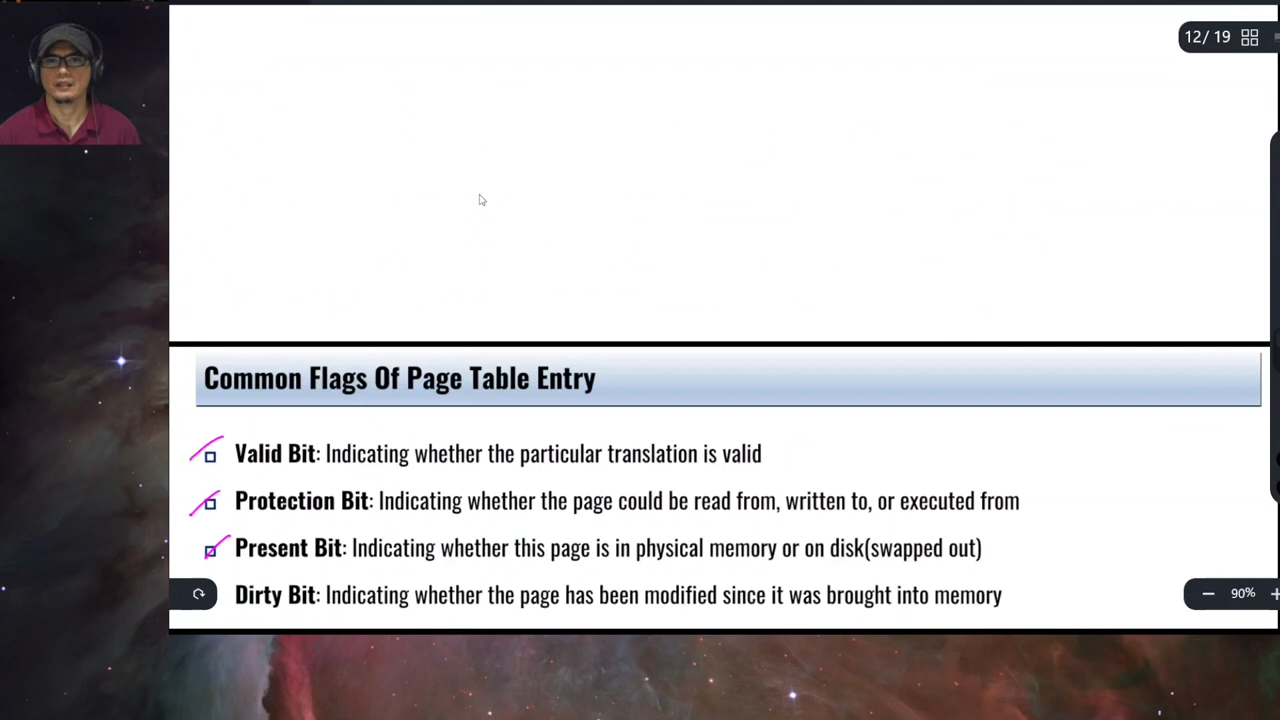 12/ 19
Common Flags Of Page Table Entry
Valid Bit: Indicating whether the particular translation is valid
Protection Bit: Indicating whether the page could be read from, written to, or executed from
Present Bit: Indicating whether this page is in physical memory or on disk(swapped out)
Dirty Bit: Indicating whether the page has been modified since it was brought into memory
90%